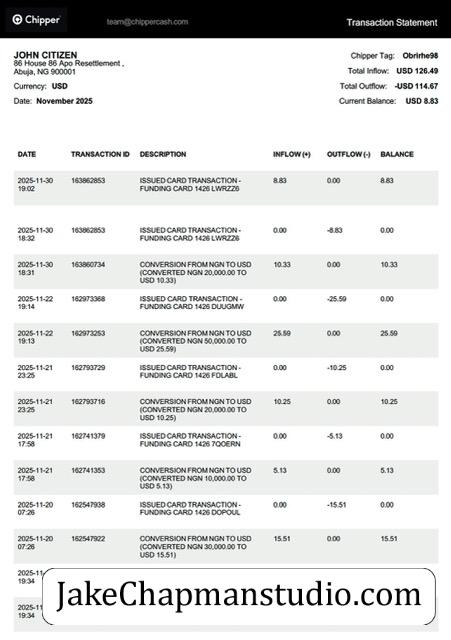 Chipper
team@chippercash.com
Transaction Statement
JOHN CITIZEN
86 House 86 Apo Resettlement ,
Abuja, NG 900001
Currency: USD
Date: November 2025
Chipper Tag: Obrirhe98
Total Inflow: USD 126.49
Total Outflow: -USD 114.67
Current Balance: USD 8.83
DATE TRANSACTION ID DESCRIPTION INFLOW (+) OUTFLOW (-) BALANCE
2025-11-30 163862853 ISSUED CARD TRANSACTION - 8.83 0.00 8.83
19:02 FUNDING CARD 1426 LWRZZ6
2025-11-30 163862853 ISSUED CARD TRANSACTION - 0.00 -8.83 0.00
18:32 FUNDING CARD 1426 LWRZZ6
2025-11-30 163860734 CONVERSION FROM NGN TO USD 10.33 0.00 10.33
18:31 (CONVERTED NGN 20,000.00 TO
USD 10.33)
2025-11-22 162973368 ISSUED CARD TRANSACTION - 0.00 -25.59 0.00
19:14 FUNDING CARD 1426 DUUGMW
2025-11-22 162973253 CONVERSION FROM NGN TO USD 25.59 0.00 25.59
19:13 (CONVERTED NGN 50,000.00 TO
USD 25.59)
2025-11-21 162793729 ISSUED CARD TRANSACTION - 0.00 -10.25 0.00
23:25 FUNDING CARD 1426 FDLABL
2025-11-21 162793716 CONVERSION FROM NGN TO USD 10.25 0.00 10.25
23:25 (CONVERTED NGN 20,000.00 TO
USD 10.25)
2025-11-21 162741379 ISSUED CARD TRANSACTION - 0.00 -5.13 0.00
17:58 FUNDING CARD 1426 7QOERN
2025-11-21 162741353 CONVERSION FROM NGN TO USD 5.13 0.00 5.13
17:58 (CONVERTED NGN 10,000.00 TO
USD 5.13)
2025-11-20 162547938 ISSUED CARD TRANSACTION - 0.00 -15.51 0.00
07:26 FUNDING CARD 1426 DOPOUL
2025-11-20 162547922 CONVERSION FROM NGN TO USD 15.51 0.00 15.51
07:26 (CONVERTED NGN 30,000.00 TO
USD 15.51)
19:34
JakeChapmanstudio.com
19:34